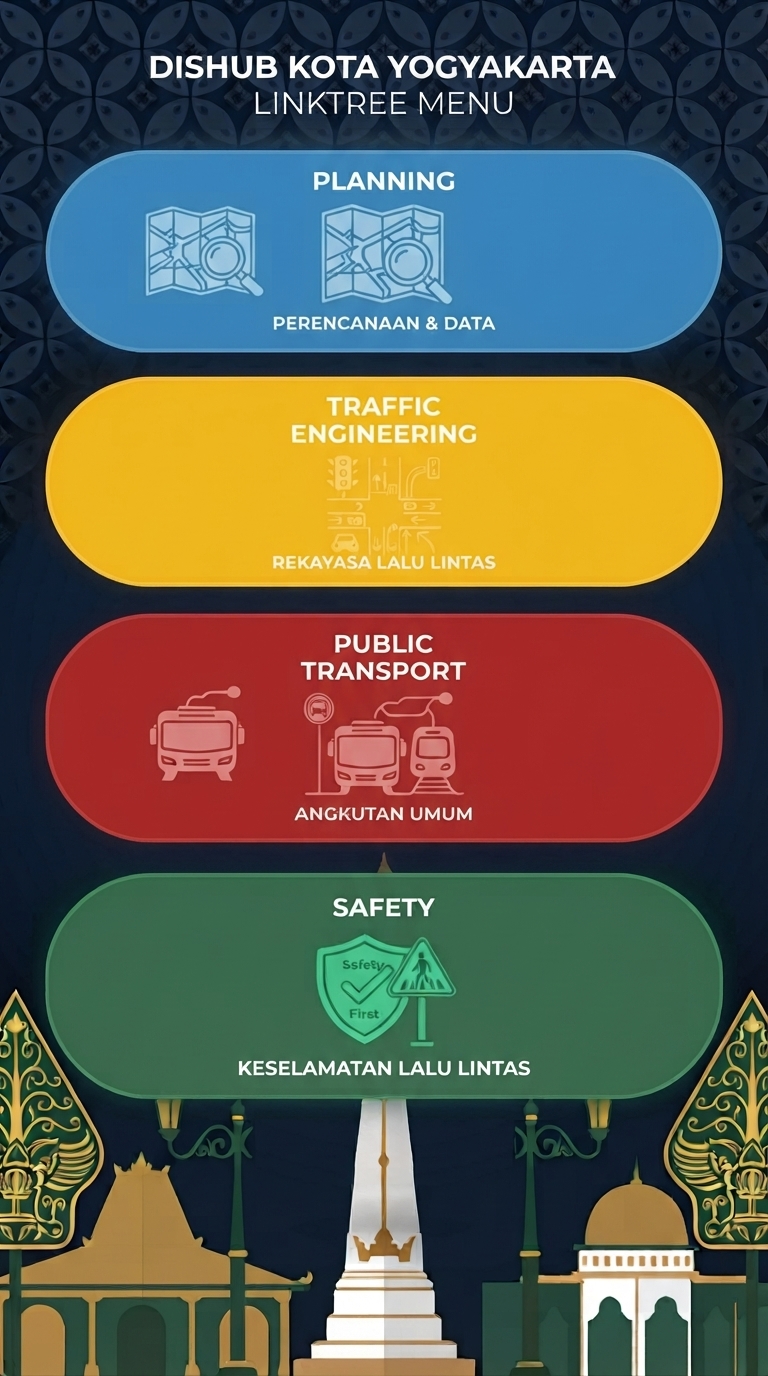 DISHUB KOTA YOGYAKARTA
LINKTREE MENU
PLANNING
PERENCANAAN & DATA
TRAFFIC
ENGINEERING
REKAYASA LALU LINTAS
PUBLIC
TRANSPORT
ANGKUTAN UMUM
SAFETY
Ssfety
First
KESELAMATAN LALU LINTAS